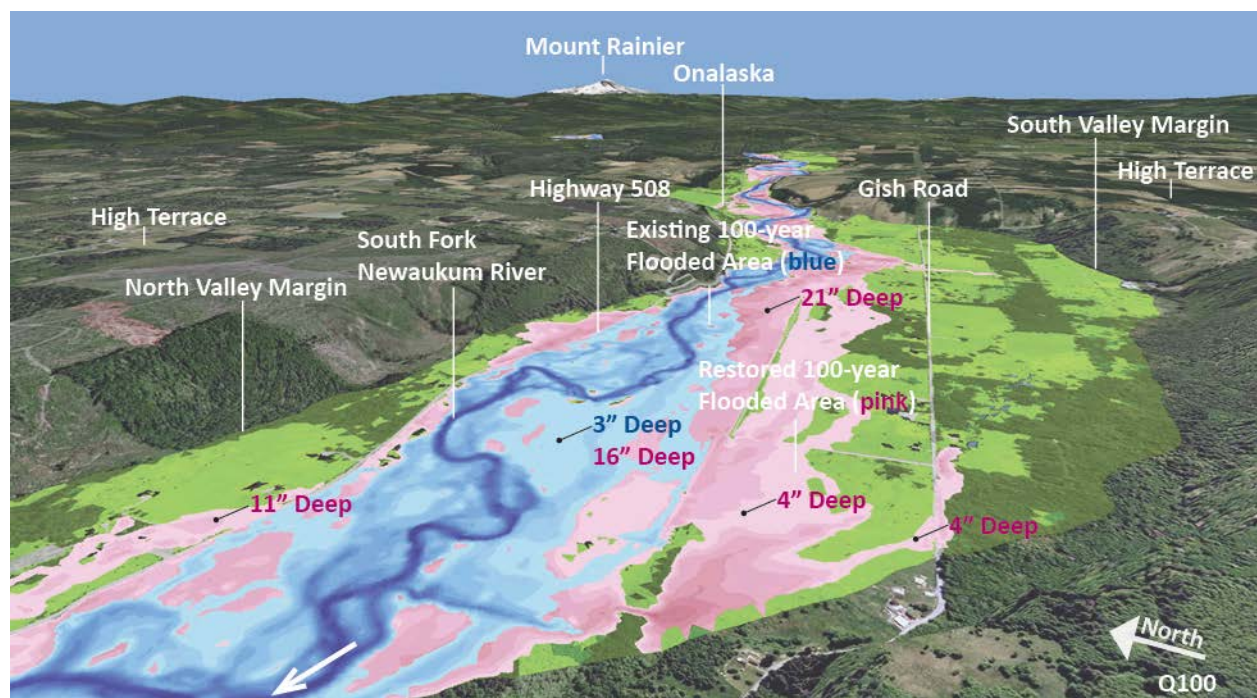 Mount Rainier
Onalaska
South Valley Margin
High Terrace
Highway 508
Gish Road
High Terrace
South Fork
Newaukum River
Existing 100-year
Flooded Area (blue)
North Valley Margin
21” Deep
Restored 100-year
Flooded Area (pink)
3” Deep
16” Deep
11” Deep
4” Deep
4” Deep
North
Q100